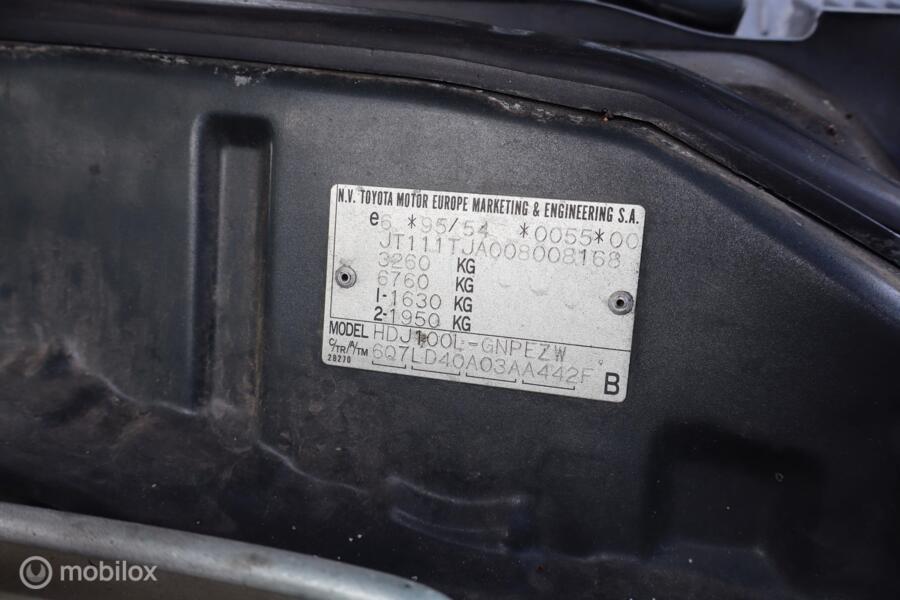 N.V. TOYOTA MOTOR EUROPE MARKETING & ENGINEERING S.A.
e6 *95/54 *0055*00
JT111TJA008008168
3260 KG
6760 KG
1-1630 KG
2-1950 KG
MODEL HDJ100L-GNPEZW
C/TR/A/TM 6Q7LD40A03AA442F
28270 B
mobilox